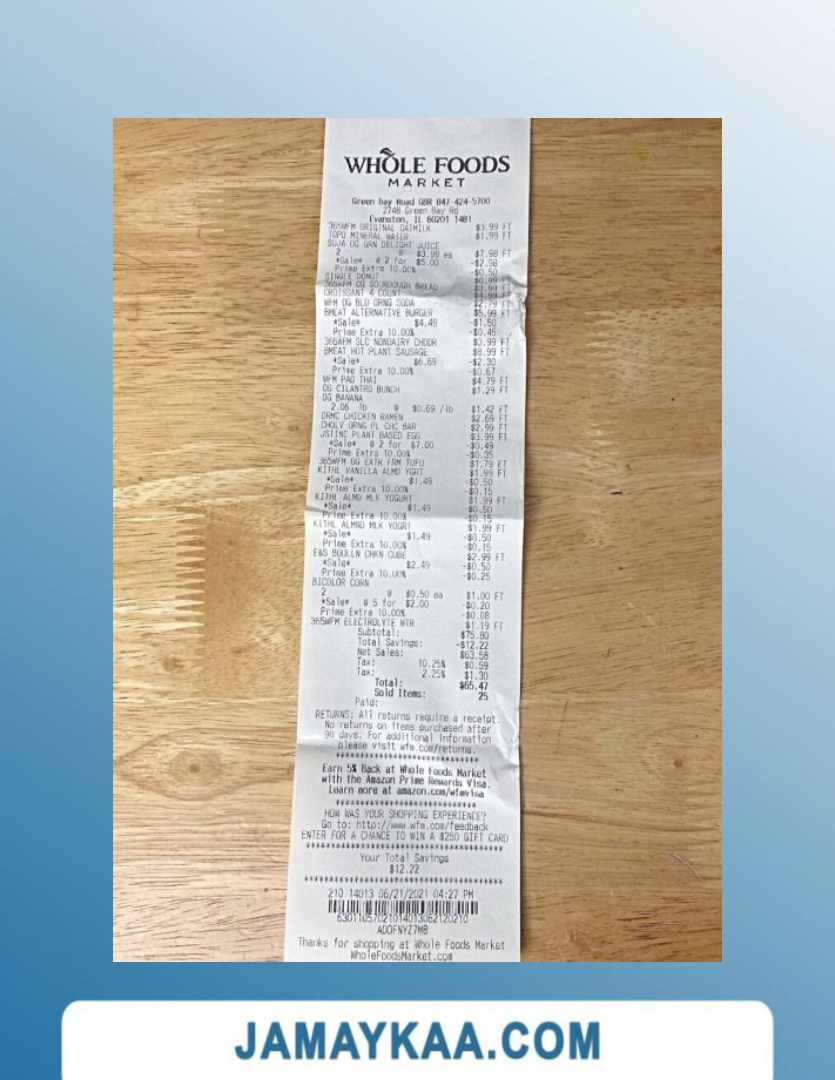 WHOLE FOODS
MARKET
Green Bay Road GBR 847-424-5700
2748 Green Bay Rd
Evanston, IL 60201 1481
365WFM ORIGINAL OATMILK $3.99 FT
TOPO MINERAL WATER $1.99 FT
SUJA OG GRN DELIGHT JUICE
2 @ $3.99 ea $7.98 FT
*Sale* @ 2 for $5.00 -$2.98
Prime Extra 10.00% -$0.50
SINGLE DONUT $0.99 FT
365WFM OG SOURDOUGH BREAD $3.99 FT
CROISSANT 4 COUNT $4.99 FT
WFM OG BLD ORNG SODA $2.79 FT
BMEAT ALTERNATIVE BURGER $5.99 FT
*Sale* $4.49 -$1.50
Prime Extra 10.00% -$0.45
365WFM SLC NONDAIRY CHDDR $3.99 FT
BMEAT HOT PLANT SAUSAGE $8.99 FT
*Sale* $6.69 -$2.30
Prime Extra 10.00% -$0.67
WFM PAD THAI $4.79 FT
OG CILANTRO BUNCH $1.29 FT
OG BANANA
2.06 lb @ $0.69 /lb $1.42 FT
DRMC CHICKEN RAMEN $2.69 FT
CHOLV ORNG PL CHC BAR $2.99 FT
JSTINC PLANT BASED EGG $3.99 FT
*Sale* @ 2 for $7.00 -$0.49
Prime Extra 10.00% -$0.35
365WFM OG EXTR FRM TOFU $1.79 FT
KITHL VANILLA ALMD YGRT $1.99 FT
*Sale* $1.49 -$0.50
Prime Extra 10.00% -$0.15
KITHL ALMD MLK YOGURT $1.99 FT
*Sale* $1.49 -$0.50
Prime Extra 10.00% -$0.15
KITHL ALMND MLK YOGRT $1.99 FT
*Sale* $1.49 -$0.50
Prime Extra 10.00% -$0.15
E&S BOULLN CHKN CUBE $2.99 FT
*Sale* $2.49 -$0.50
Prime Extra 10.00% -$0.25
BICOLOR CORN
2 @ $0.50 ea $1.00 FT
*Sale* @ 5 for $2.00 -$0.20
Prime Extra 10.00% -$0.08
365WFM ELECTROLYTE WTR $1.19 FT
Subtotal: $75.80
Total Savings: -$12.22
Net Sales: $63.58
Tax: 10.25% $0.59
Tax: 2.25% $1.30
Total: $65.47
Sold Items: 25
Paid:
RETURNS: All returns require a receipt.
No returns on items purchased after
90 days. For additional information
please visit wfm.com/returns.
************************
Earn 5% Back at Whole Foods Market
with the Amazon Prime Rewards Visa.
Learn more at amazon.com/wfmvisa
************************
HOW WAS YOUR SHOPPING EXPERIENCE?
Go to: http://www.wfm.com/feedback
ENTER FOR A CHANCE TO WIN A $250 GIFT CARD
************************
Your Total Savings
$12.22
************************
210 14013 06/21/2021 04:27 PM
63011057021014013062120210
ADOFNYZ7MB
Thanks for shopping at Whole Foods Market
WholeFoodsMarket.com
JAMAYKAA.COM